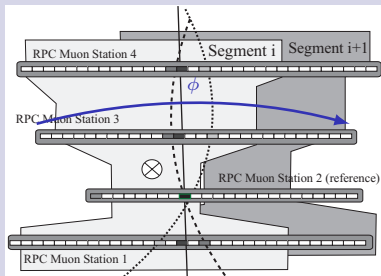 RPC Muon Station 4
Segment i
Segment i+1
ϕ
RPC Muon Station 3
RPC Muon Station 2 (reference)
RPC Muon Station 1